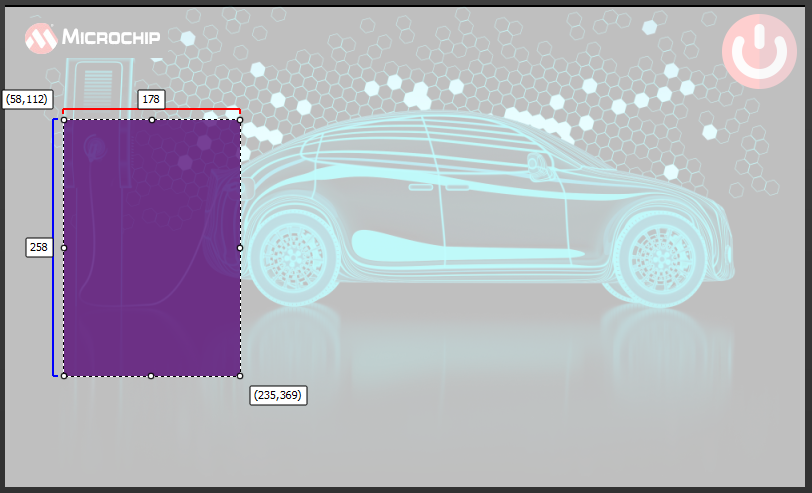 MICROCHIP
(58,112)
178
258
(235,369)